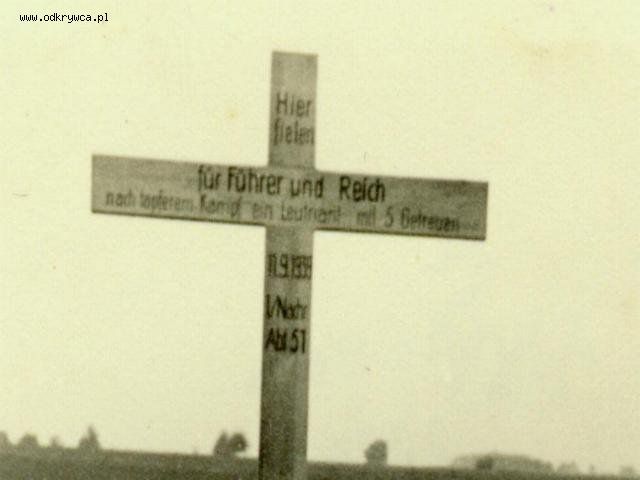 www.odkrywca.pl
Hier
fielen
für Führer und Reich
nach tapferem Kampf ein Leutnant mit 5 Getreuen
11.9.1939
1/Nachr.
Abt 51